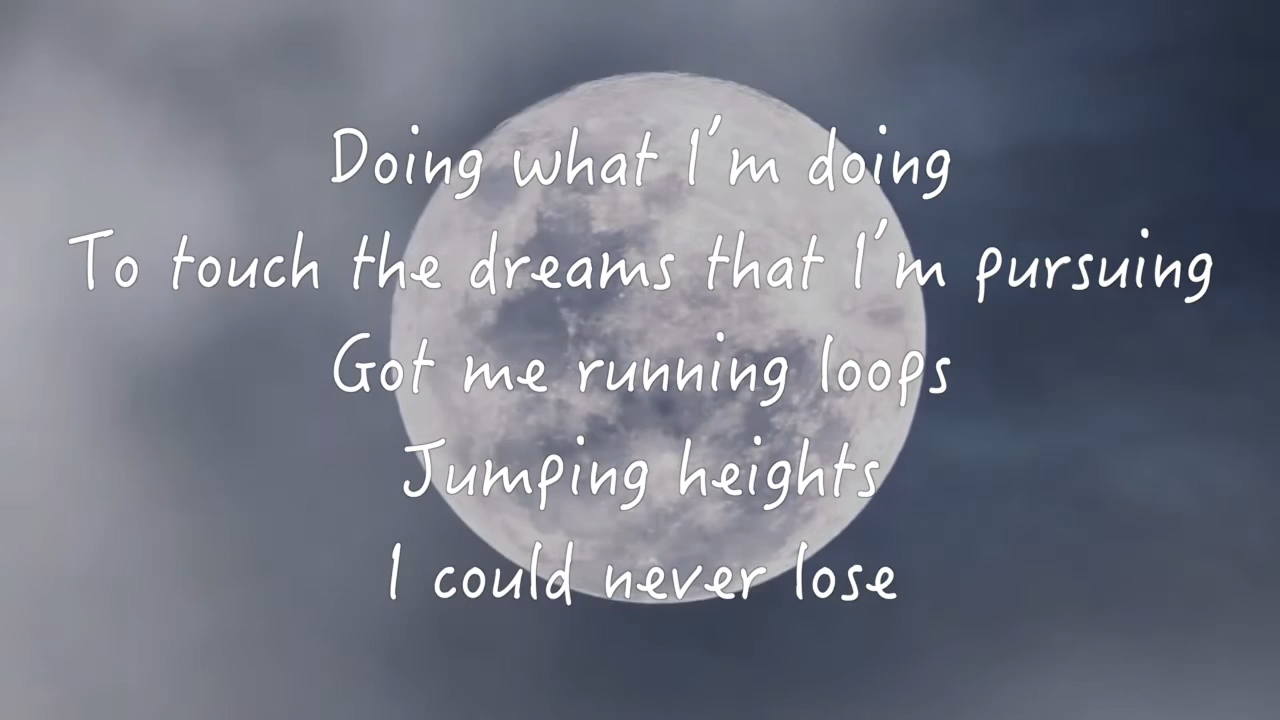 Doing what I'm doing
To touch the dreams that I'm pursuing
Got me running loops
Jumping heights
I could never lose